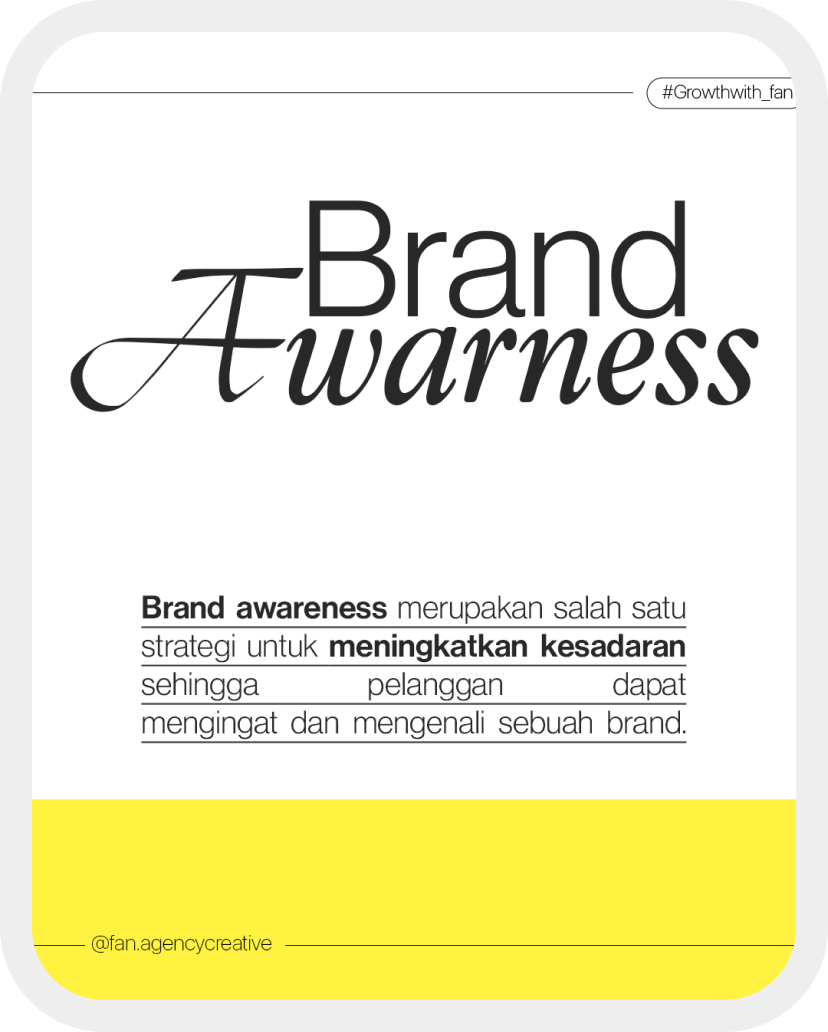 #Growthwith_fan
Brand
Awarness
Brand awareness merupakan salah satu
strategi untuk meningkatkan kesadaran
sehingga pelanggan dapat
mengingat dan mengenali sebuah brand.
@fan.agencycreative